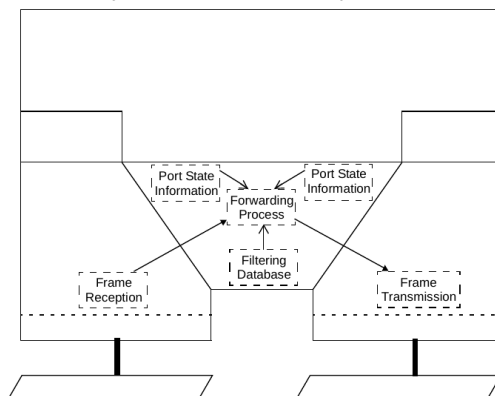 Port State
Information
Port State
Information
Forwarding
Process
Filtering
Database
Frame
Reception
Frame
Transmission